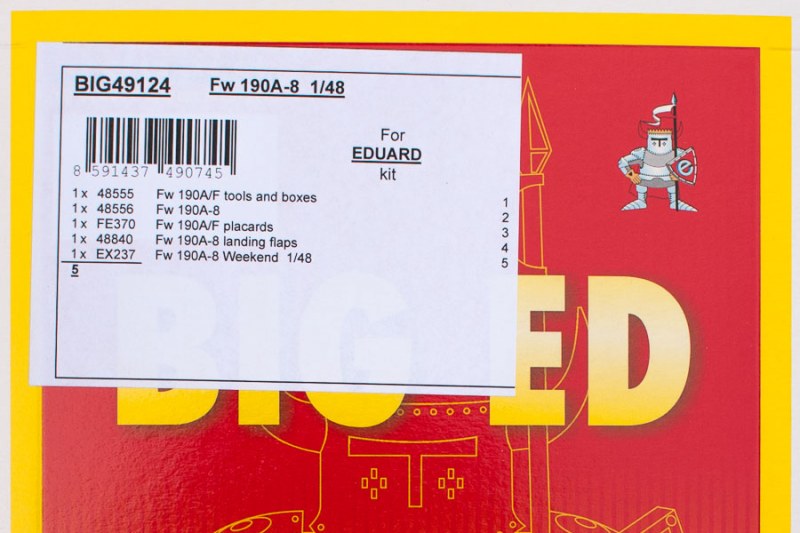 BIG49124 Fw 190A-8 1/48
For
EDUARD
kit
8 591437 490745
1 x 48555 Fw 190A/F tools and boxes 1
1 x 48556 Fw 190A-8 2
1 x FE370 Fw 190A/F placards 3
1 x 48840 Fw 190A-8 landing flaps 4
1 x EX237 Fw 190A-8 Weekend 1/48 5
5
BIG ED
e